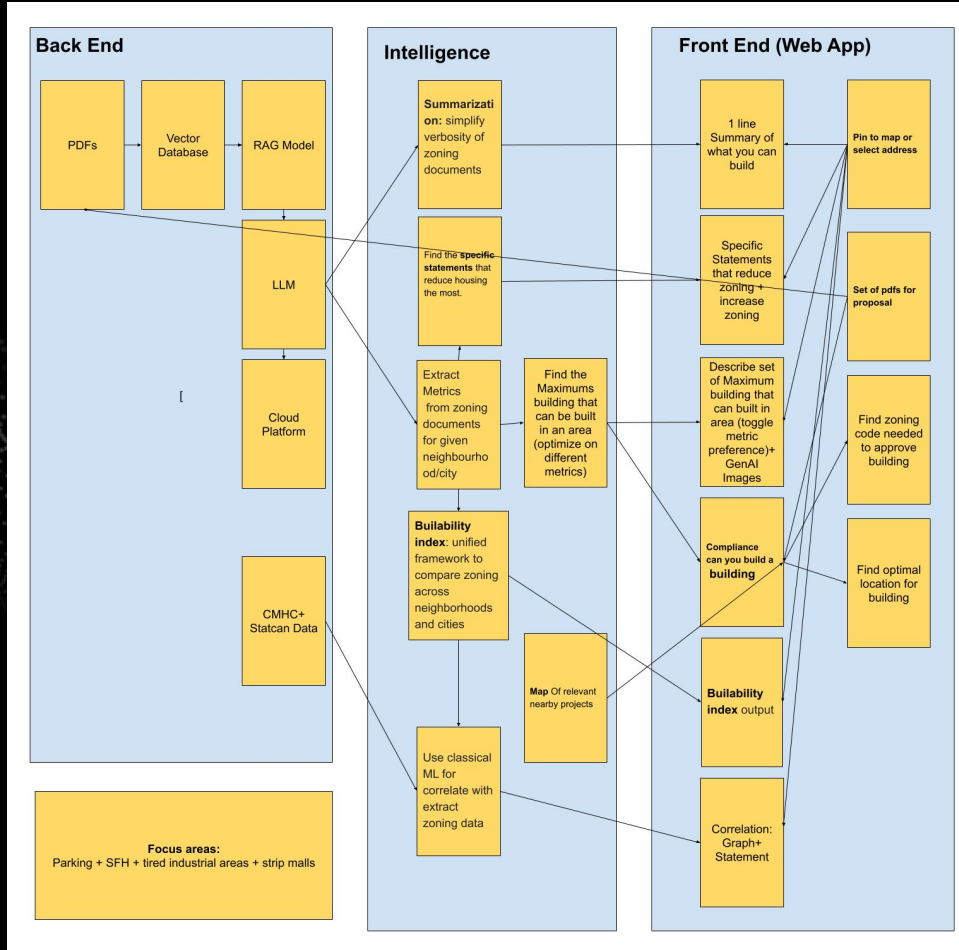 Back End
PDFs
Vector
Database
RAG Model
LLM
Cloud
Platform
[
CMHC+
Statcan Data
Focus areas:
Parking + SFH + tired industrial areas + strip malls
Intelligence
Summarizati
on: simplify
verbosity of
zoning
documents
Find the specific
statements that
reduce housing
the most.
Extract
Metrics
from zoning
documents
for given
neighbourho
od/city
Find the
Maximums
building that
can be built
in an area
(optimize on
different
metrics)
Builability
index: unified
framework to
compare zoning
across
neighborhoods
and cities
Map Of relevant
nearby projects
Use classical
ML for
correlate with
extract
zoning data
Front End (Web App)
1 line
Summary of
what you can
build
Pin to map or
select address
Specific
Statements
that reduce
zoning +
increase
zoning
Set of pdfs for
proposal
Describe set
of Maximum
building that
can built in
area (toggle
metric
preference)+
GenAI
Images
Find zoning
code needed
to approve
building
Compliance
can you build a
building
Find optimal
location for
building
Builability
index output
Correlation:
Graph+
Statement